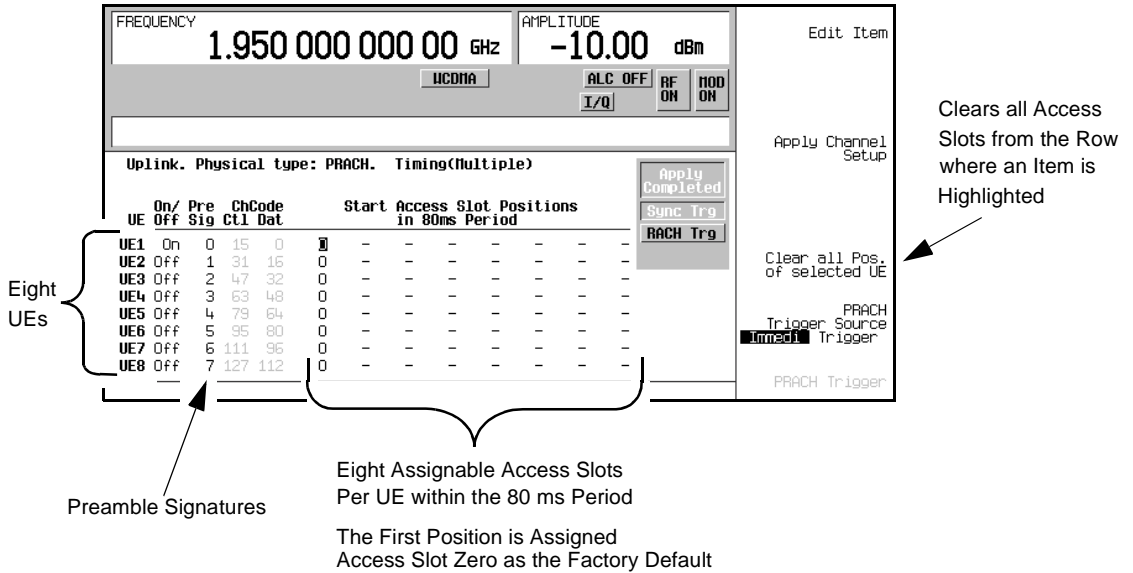 FREQUENCY
1.950 000 000 00 GHz
AMPLITUDE
-10.00 dBm
WCDMA
ALC OFF
I/Q
RF ON
MOD ON
Uplink. Physical type: PRACH. Timing(Multiple)
Apply Completed
Sync Trg
RACH Trg
On/ Pre ChCode Start Access Slot Positions
UE Off Sig Ctl Dat in 80ms Period
UE1 On 0 15 0 0 - - - - - - -
UE2 Off 1 31 16 0 - - - - - - -
UE3 Off 2 47 32 0 - - - - - - -
UE4 Off 3 63 48 0 - - - - - - -
UE5 Off 4 79 64 0 - - - - - - -
UE6 Off 5 95 80 0 - - - - - - -
UE7 Off 6 111 96 0 - - - - - - -
UE8 Off 7 127 112 0 - - - - - - -
Edit Item
Apply Channel
Setup
Clear all Pos.
of selected UE
PRACH
Trigger Source
Immedi Trigger
PRACH Trigger
Clears all Access
Slots from the Row
where an Item is
Highlighted
Eight
UEs
Preamble Signatures
Eight Assignable Access Slots
Per UE within the 80 ms Period
The First Position is Assigned
Access Slot Zero as the Factory Default